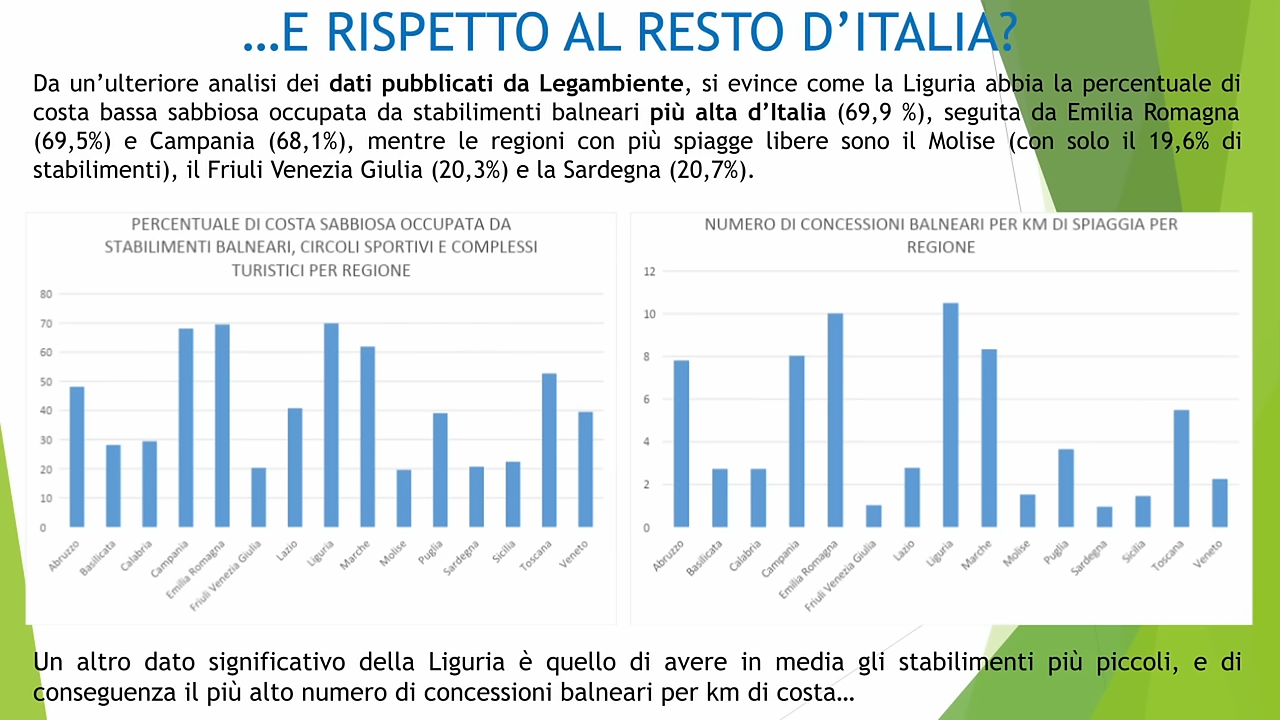 …E RISPETTO AL RESTO D’ITALIA?
Da un’ulteriore analisi dei dati pubblicati da Legambiente, si evince come la Liguria abbia la percentuale di
costa bassa sabbiosa occupata da stabilimenti balneari più alta d’Italia (69,9 %), seguita da Emilia Romagna
(69,5%) e Campania (68,1%), mentre le regioni con più spiagge libere sono il Molise (con solo il 19,6% di
stabilimenti), il Friuli Venezia Giulia (20,3%) e la Sardegna (20,7%).
PERCENTUALE DI COSTA SABBIOSA OCCUPATA DA
STABILIMENTI BALNEARI, CIRCOLI SPORTIVI E COMPLESSI
TURISTICI PER REGIONE
80
70
60
50
40
30
20
10
0
Abruzzo
Basilicata
Calabria
Campania
Emilia Romagna
Friuli Venezia Giulia
Lazio
Liguria
Marche
Molise
Puglia
Sardegna
Sicilia
Toscana
Veneto
NUMERO DI CONCESSIONI BALNEARI PER KM DI SPIAGGIA PER
REGIONE
12
10
8
6
4
2
0
Abruzzo
Basilicata
Calabria
Campania
Emilia Romagna
Friuli Venezia Giulia
Lazio
Liguria
Marche
Molise
Puglia
Sardegna
Sicilia
Toscana
Veneto
Un altro dato significativo della Liguria è quello di avere in media gli stabilimenti più piccoli, e di
conseguenza il più alto numero di concessioni balneari per km di costa…